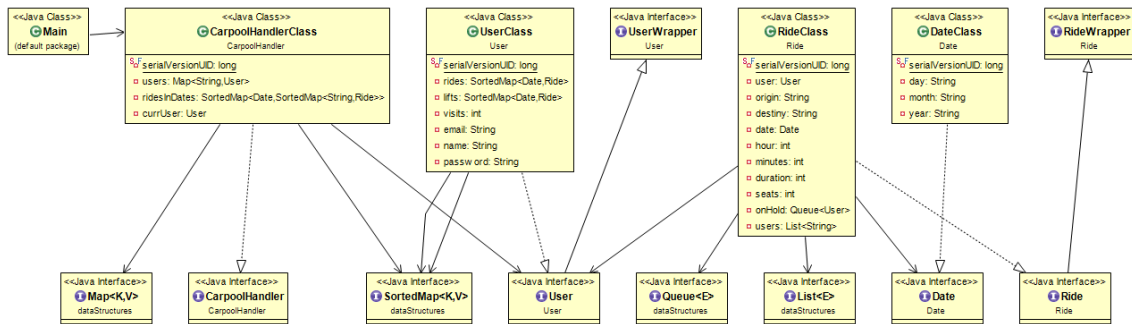 <<Java Class>>
Main
(default package)
<<Java Class>>
CarpoolHandlerClass
CarpoolHandler
serialVersionUID: long
users: Map<String,User>
ridesInDates: SortedMap<Date,SortedMap<String,Ride>>
currUser: User
<<Java Class>>
UserClass
User
serialVersionUID: long
rides: SortedMap<Date,Ride>
lifts: SortedMap<Date,Ride>
visits: int
email: String
name: String
password: String
<<Java Interface>>
UserWrapper
User
<<Java Class>>
RideClass
Ride
serialVersionUID: long
user: User
origin: String
destiny: String
date: Date
hour: int
minutes: int
duration: int
seats: int
onHold: Queue<User>
users: List<String>
<<Java Class>>
DateClass
Date
serialVersionUID: long
day: String
month: String
year: String
<<Java Interface>>
RideWrapper
Ride
<<Java Interface>>
Map<K,V>
dataStructures
<<Java Interface>>
CarpoolHandler
CarpoolHandler
<<Java Interface>>
SortedMap<K,V>
dataStructures
<<Java Interface>>
User
User
<<Java Interface>>
Queue<E>
dataStructures
<<Java Interface>>
List<E>
dataStructures
<<Java Interface>>
Date
Date
<<Java Interface>>
Ride
Ride